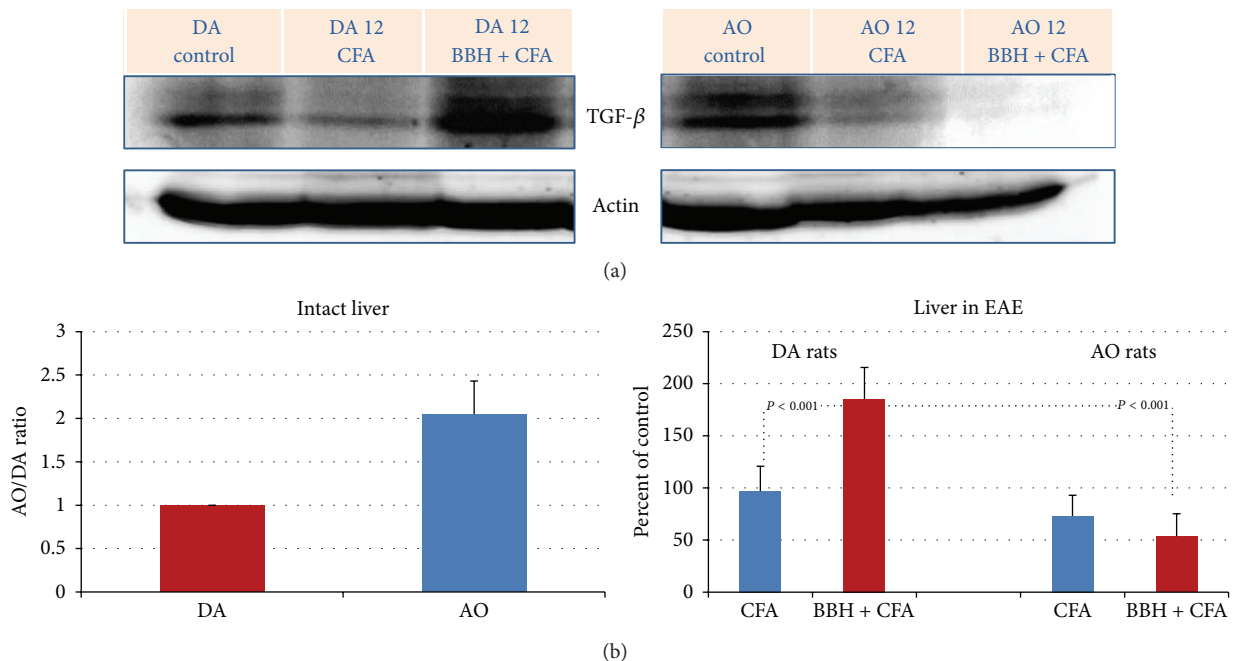 DA
control
DA 12
CFA
DA 12
BBH + CFA
AO
control
AO 12
CFA
AO 12
BBH + CFA
TGF-β
Actin
(a)
Intact liver
3
2.5
2
1.5
1
0.5
0
AO/DA ratio
DA
AO
Liver in EAE
250
200
150
100
50
0
Percent of control
DA rats
AO rats
P < 0.001
P < 0.001
CFA
BBH + CFA
CFA
BBH + CFA
(b)